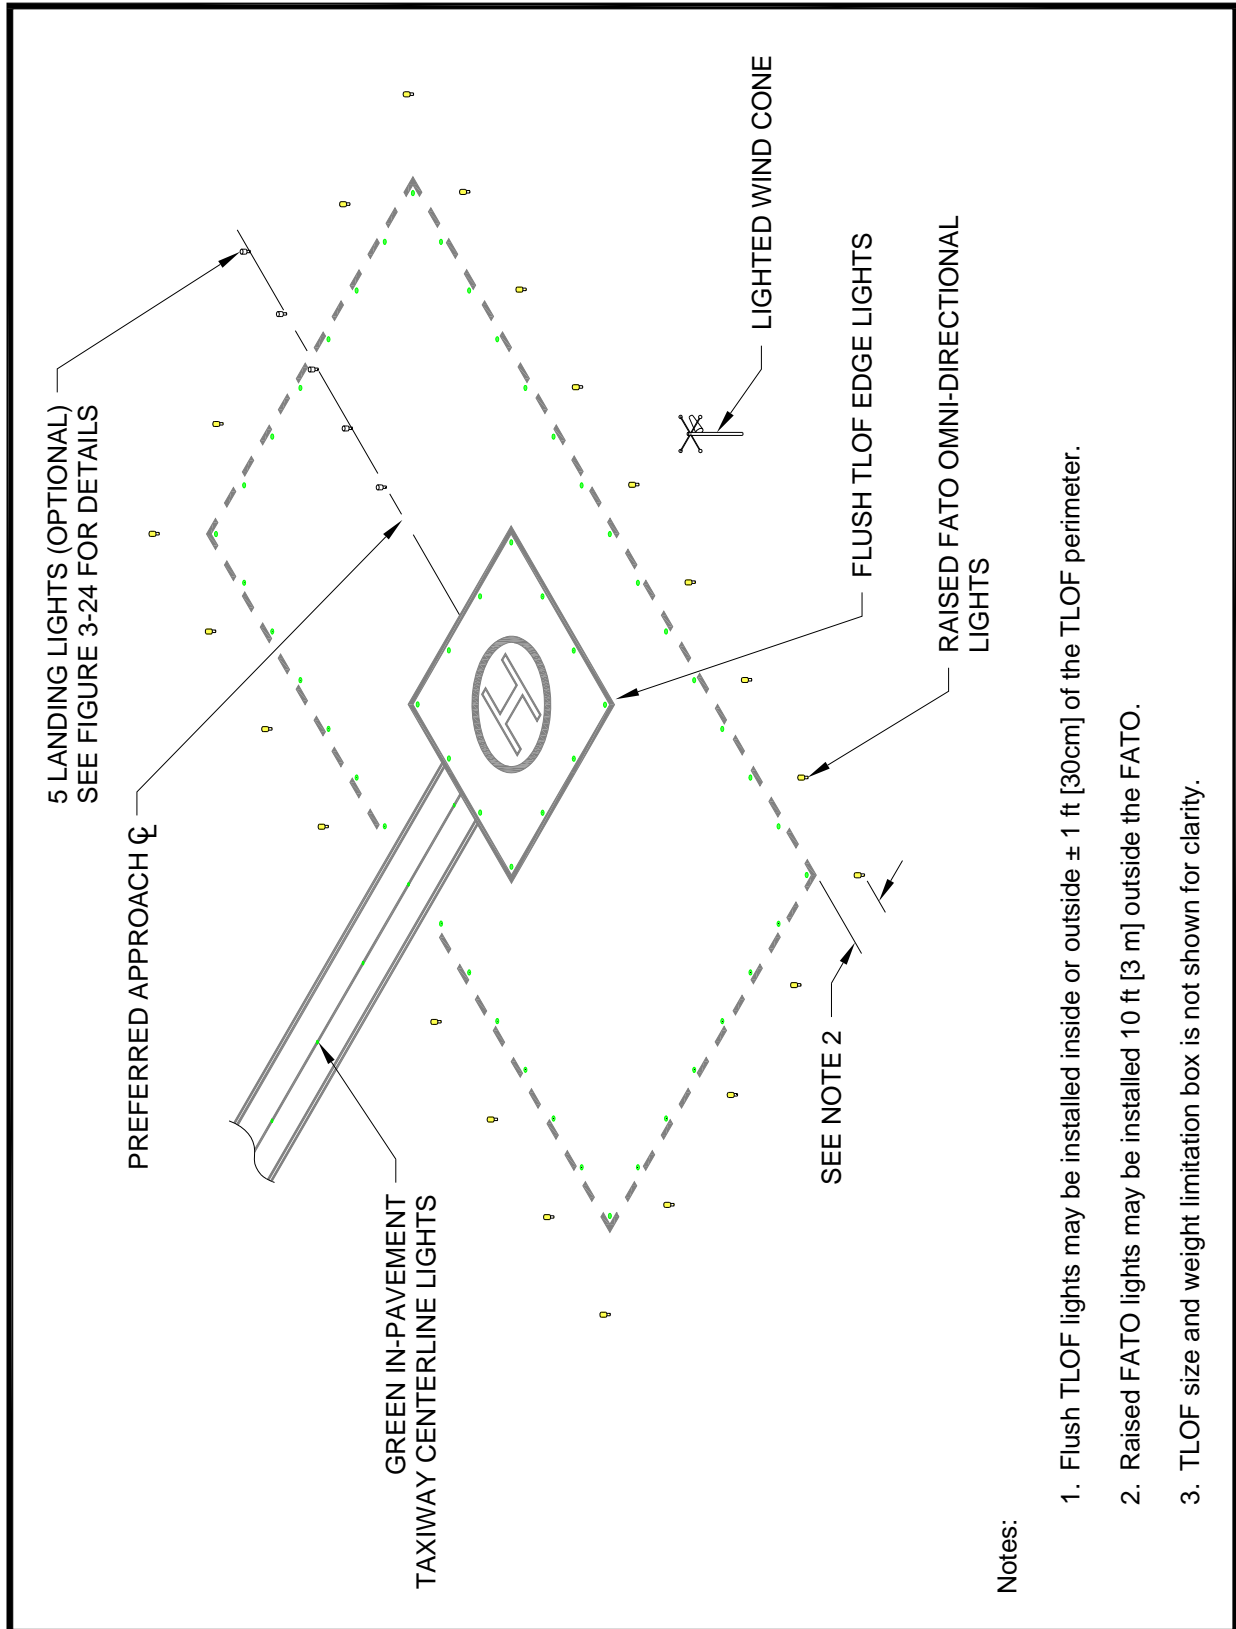 5 LANDING LIGHTS (OPTIONAL)
SEE FIGURE 3-24 FOR DETAILS
PREFERRED APPROACH ℄
GREEN IN-PAVEMENT
TAXIWAY CENTERLINE LIGHTS
H
LIGHTED WIND CONE
FLUSH TLOF EDGE LIGHTS
RAISED FATO OMNI-DIRECTIONAL
LIGHTS
SEE NOTE 2
Notes:
1. Flush TLOF lights may be installed inside or outside ± 1 ft [30cm] of the TLOF perimeter.
2. Raised FATO lights may be installed 10 ft [3 m] outside the FATO.
3. TLOF size and weight limitation box is not shown for clarity.